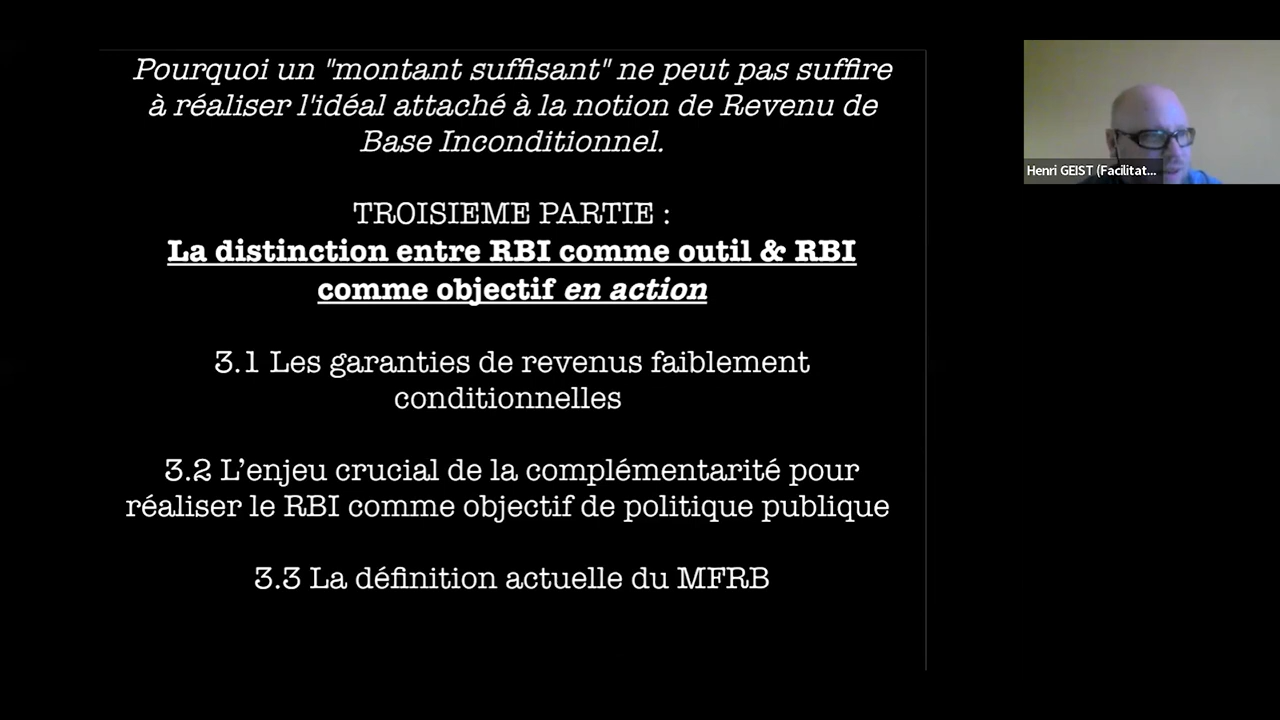 Pourquoi un "montant suffisant" ne peut pas suffire
à réaliser l'idéal attaché à la notion de Revenu de
Base Inconditionnel.
TROISIEME PARTIE :
La distinction entre RBI comme outil & RBI
comme objectif en action
3.1 Les garanties de revenus faiblement
conditionnelles
3.2 L’enjeu crucial de la complémentarité pour
réaliser le RBI comme objectif de politique publique
3.3 La définition actuelle du MFRB
Henri GEIST (Facilitat...